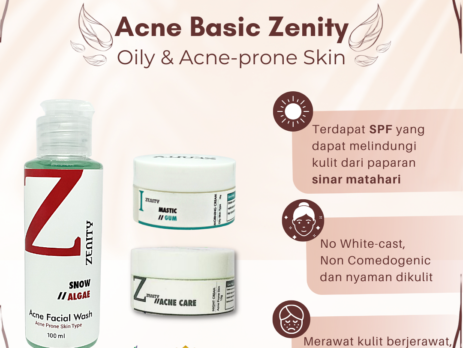 Acne Basic Zenity
Oily & Acne-prone Skin
Terdapat SPF yang
dapat melindungi
kulit dari paparan
sinar matahari
No White-cast,
Non Comedogenic
dan nyaman dikulit
Merawat kulit berjerawat,
Z
ZENITY
SNOW
// ALGAE
Acne Facial Wash
Acne Prone Skin Type
100 ml
ZENITY
MASTIC
// GUM
ZENITY
// ACNE CARE